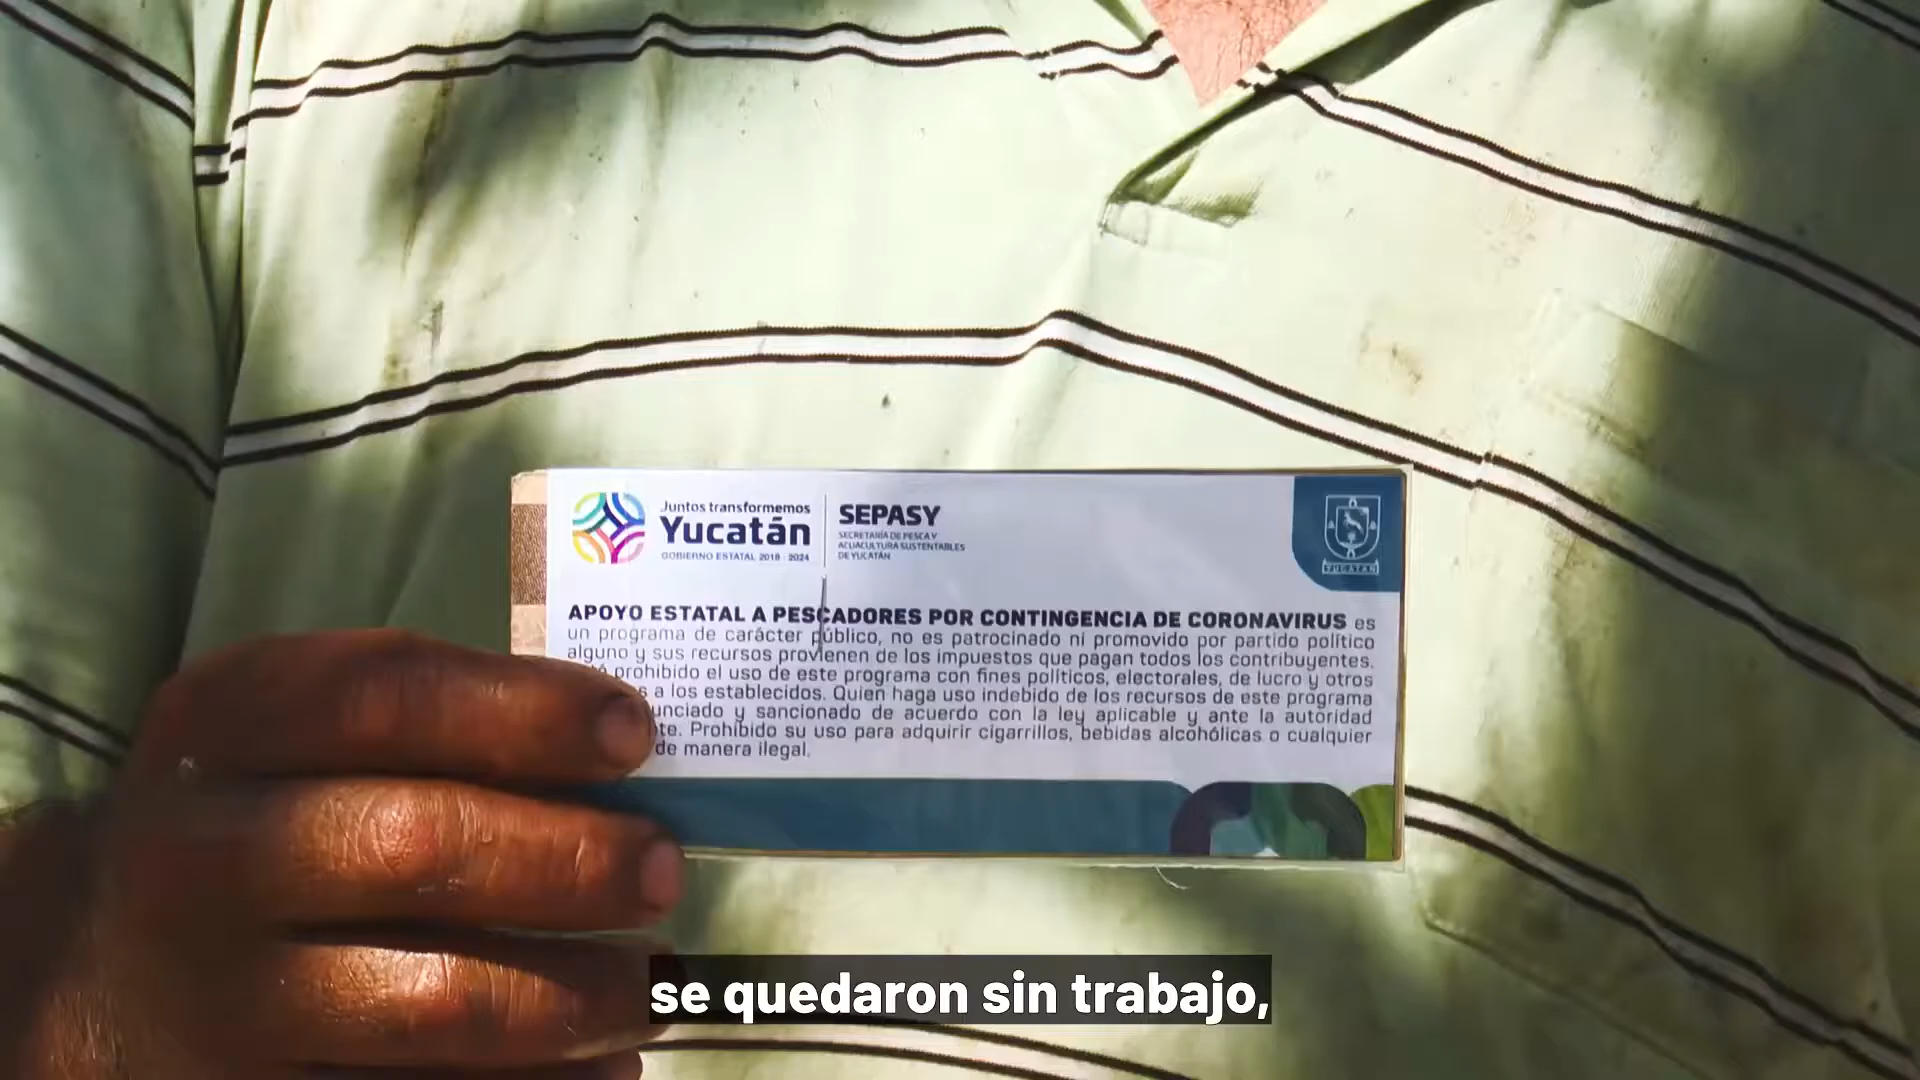 Juntos transformemos
Yucatán
GOBIERNO ESTATAL 2018 - 2024
SEPASY
SECRETARÍA DE PESCA Y
ACUACULTURA SUSTENTABLES
DE YUCATÁN
YUCATÁN
APOYO ESTATAL A PESCADORES POR CONTINGENCIA DE CORONAVIRUS es
un programa de carácter público, no es patrocinado ni promovido por partido político
alguno y sus recursos provienen de los impuestos que pagan todos los contribuyentes.
prohibido el uso de este programa con fines políticos, electorales, de lucro y otros
a los establecidos. Quien haga uso indebido de los recursos de este programa
y sancionado de acuerdo con la ley aplicable y ante la autoridad
Prohibido su uso para adquirir cigarrillos, bebidas alcohólicas o cualquier
de manera ilegal.
se quedaron sin trabajo,